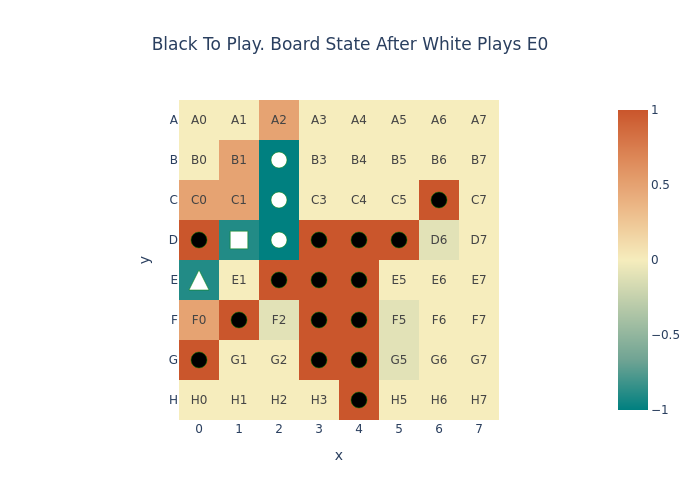 Black To Play. Board State After White Plays E0
A A0 A1 A2 A3 A4 A5 A6 A7
B B0 B1 B3 B4 B5 B6 B7
C C0 C1 C3 C4 C5 C7
D D6 D7
E E1 E5 E6 E7
F F0 F2 F5 F6 F7
G G1 G2 G5 G6 G7
H H0 H1 H2 H3 H5 H6 H7
0 1 2 3 4 5 6 7
x
y
1
0.5
0
−0.5
−1